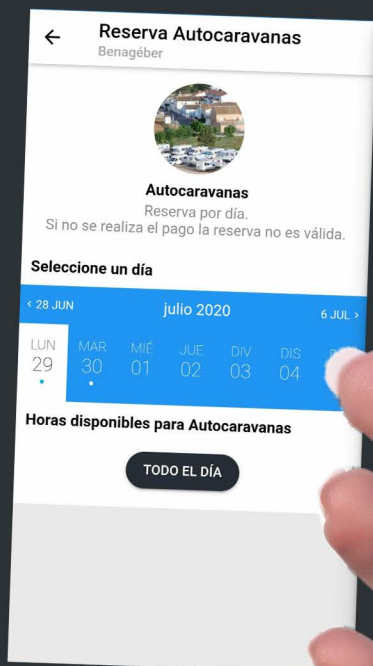 Reserva Autocaravanas
Benagéber
Autocaravanas
Reserva por día.
Si no se realiza el pago la reserva no es válida.
Seleccione un día
< 28 JUN julio 2020 6 JUL >
LUN MAR MIÉ JUE DIV DIS
29 30 01 02 03 04
Horas disponibles para Autocaravanas
TODO EL DÍA